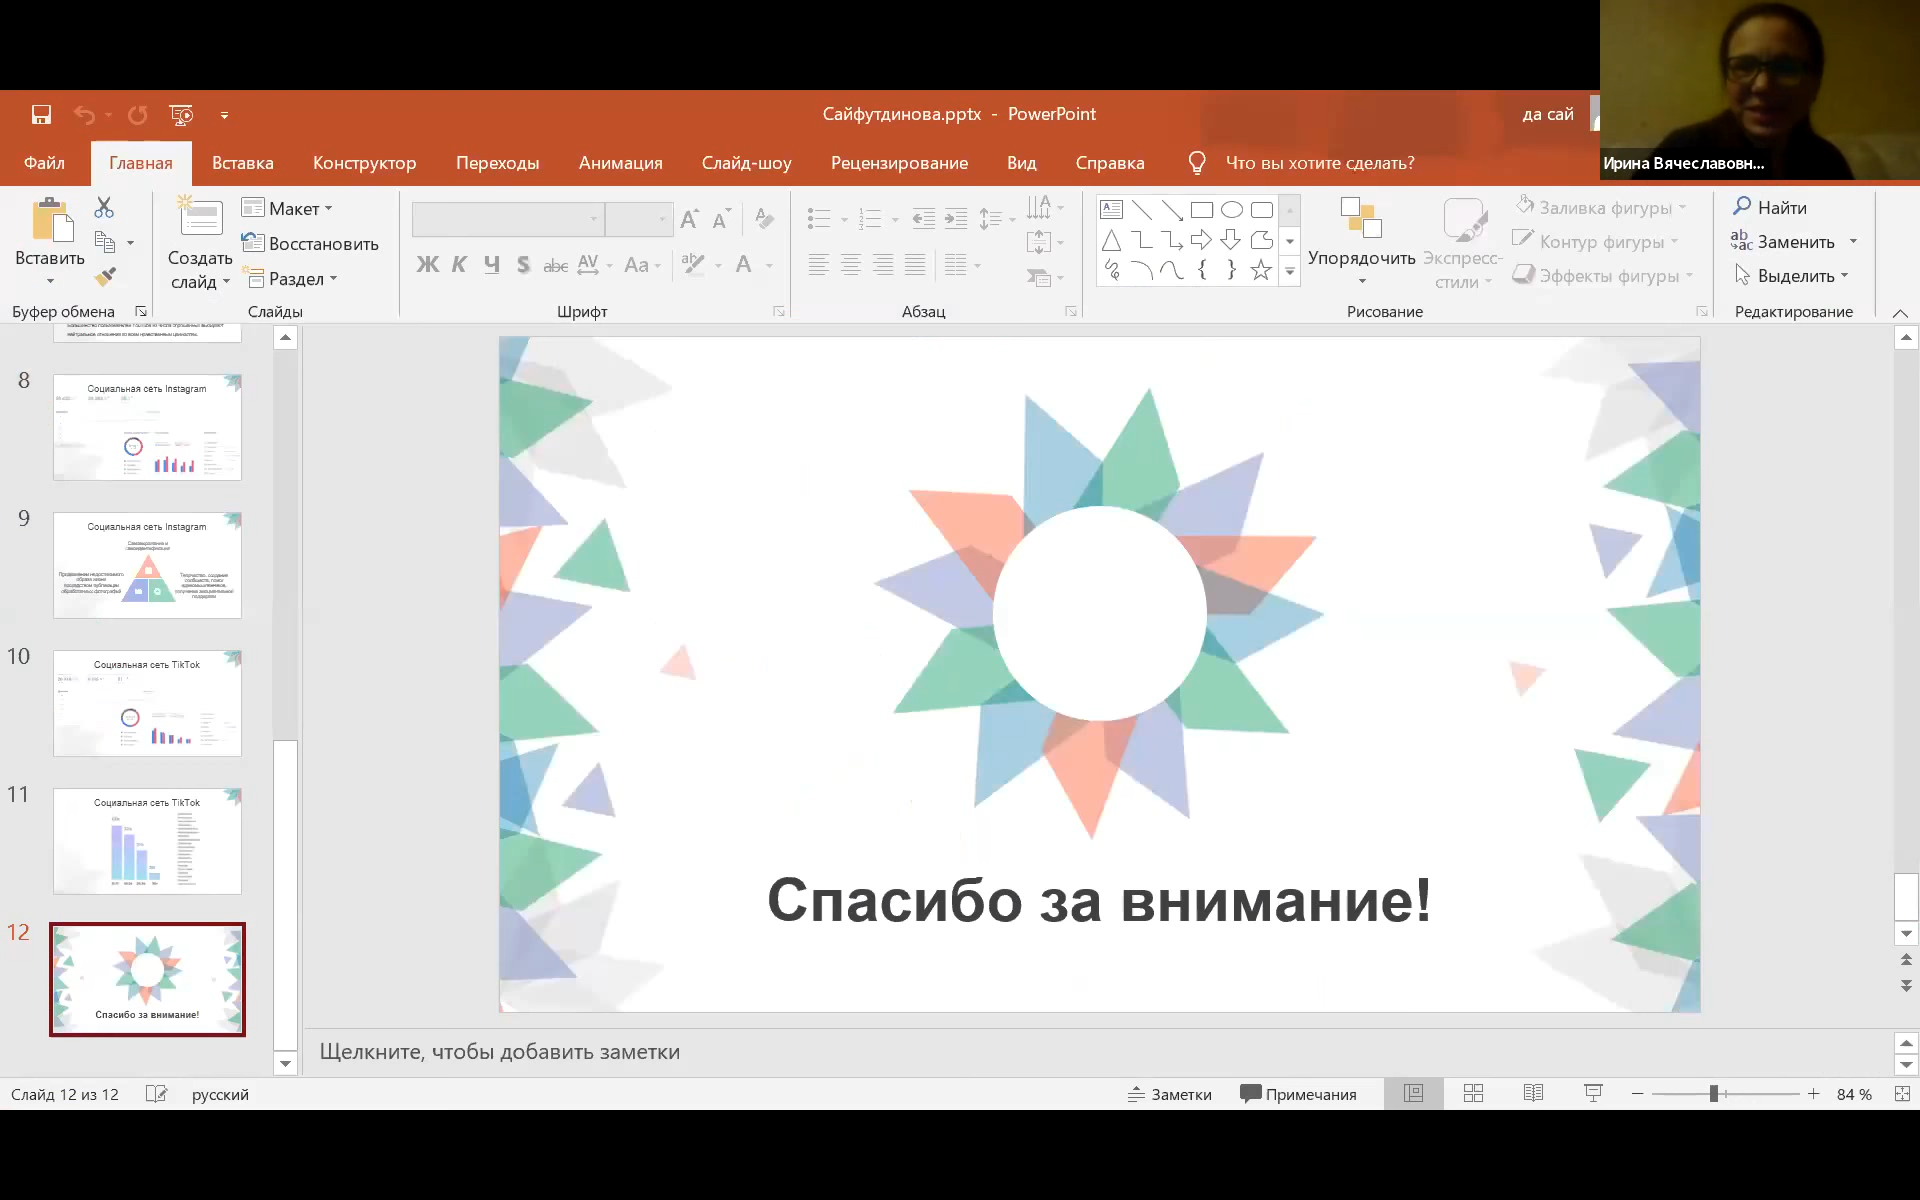 Сайфутдинова.pptx - PowerPoint
да сай
Ирина Вячеславовн...
Файл
Главная
Вставка
Конструктор
Переходы
Анимация
Слайд-шоу
Рецензирование
Вид
Справка
Что вы хотите сделать?
Вставить
Создать слайд
Макет
Восстановить
Раздел
Ж К Ч S abc AV Aa
А
Заливка фигуры
Контур фигуры
Эффекты фигуры
Упорядочить
Экспресс-стили
Найти
Заменить
Выделить
Буфер обмена
Слайды
Шрифт
Абзац
Рисование
Редактирование
8
Социальная сеть Instagram
9
Социальная сеть Instagram
10
Социальная сеть TikTok
11
Социальная сеть TikTok
12
Спасибо за внимание!
Спасибо за внимание!
Щелкните, чтобы добавить заметки
Слайд 12 из 12
русский
Заметки
Примечания
84 %